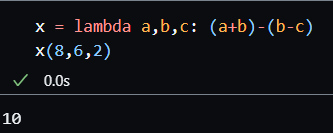 x = lambda a,b,c: (a+b)-(b-c)
x(8,6,2)
✓ 0.0s
10